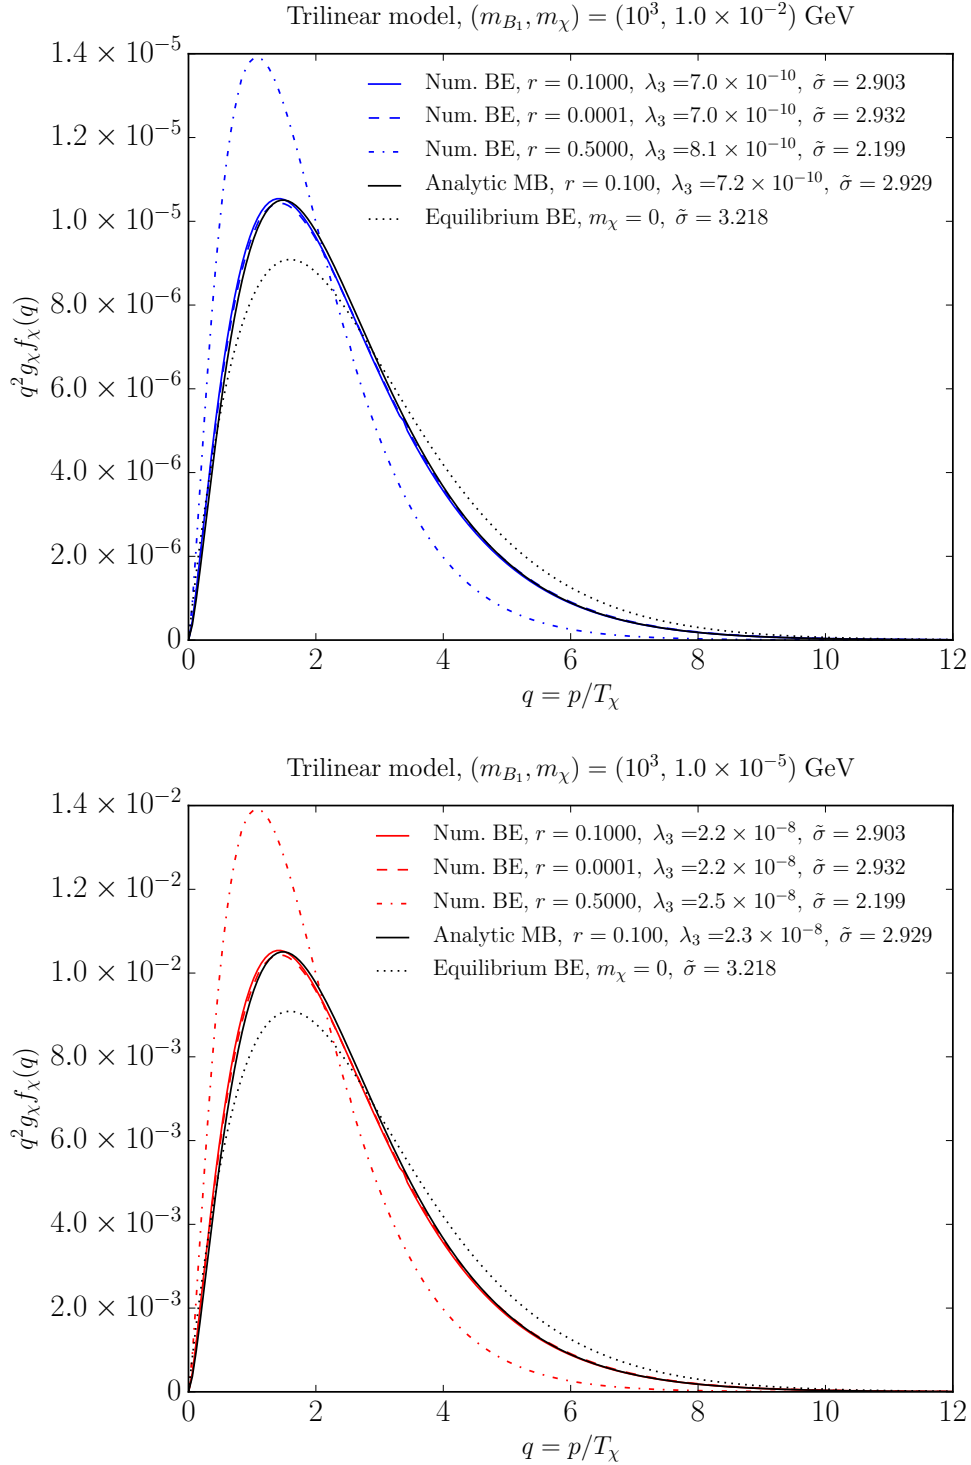 Trilinear model, (m_{B_1}, m_χ) = (10^3, 1.0 × 10^{-2}) GeV
1.4 × 10^{-5}
1.2 × 10^{-5}
1.0 × 10^{-5}
8.0 × 10^{-6}
6.0 × 10^{-6}
4.0 × 10^{-6}
2.0 × 10^{-6}
0
q^2 g_χ f_χ(q)
Num. BE, r = 0.1000, λ_3 =7.0 × 10^{-10}, σ̃ = 2.903
Num. BE, r = 0.0001, λ_3 =7.0 × 10^{-10}, σ̃ = 2.932
Num. BE, r = 0.5000, λ_3 =8.1 × 10^{-10}, σ̃ = 2.199
Analytic MB, r = 0.100, λ_3 =7.2 × 10^{-10}, σ̃ = 2.929
Equilibrium BE, m_χ = 0, σ̃ = 3.218
0 2 4 6 8 10 12
q = p/T_χ
Trilinear model, (m_{B_1}, m_χ) = (10^3, 1.0 × 10^{-5}) GeV
1.4 × 10^{-2}
1.2 × 10^{-2}
1.0 × 10^{-2}
8.0 × 10^{-3}
6.0 × 10^{-3}
4.0 × 10^{-3}
2.0 × 10^{-3}
0
q^2 g_χ f_χ(q)
Num. BE, r = 0.1000, λ_3 =2.2 × 10^{-8}, σ̃ = 2.903
Num. BE, r = 0.0001, λ_3 =2.2 × 10^{-8}, σ̃ = 2.932
Num. BE, r = 0.5000, λ_3 =2.5 × 10^{-8}, σ̃ = 2.199
Analytic MB, r = 0.100, λ_3 =2.3 × 10^{-8}, σ̃ = 2.929
Equilibrium BE, m_χ = 0, σ̃ = 3.218
0 2 4 6 8 10 12
q = p/T_χ